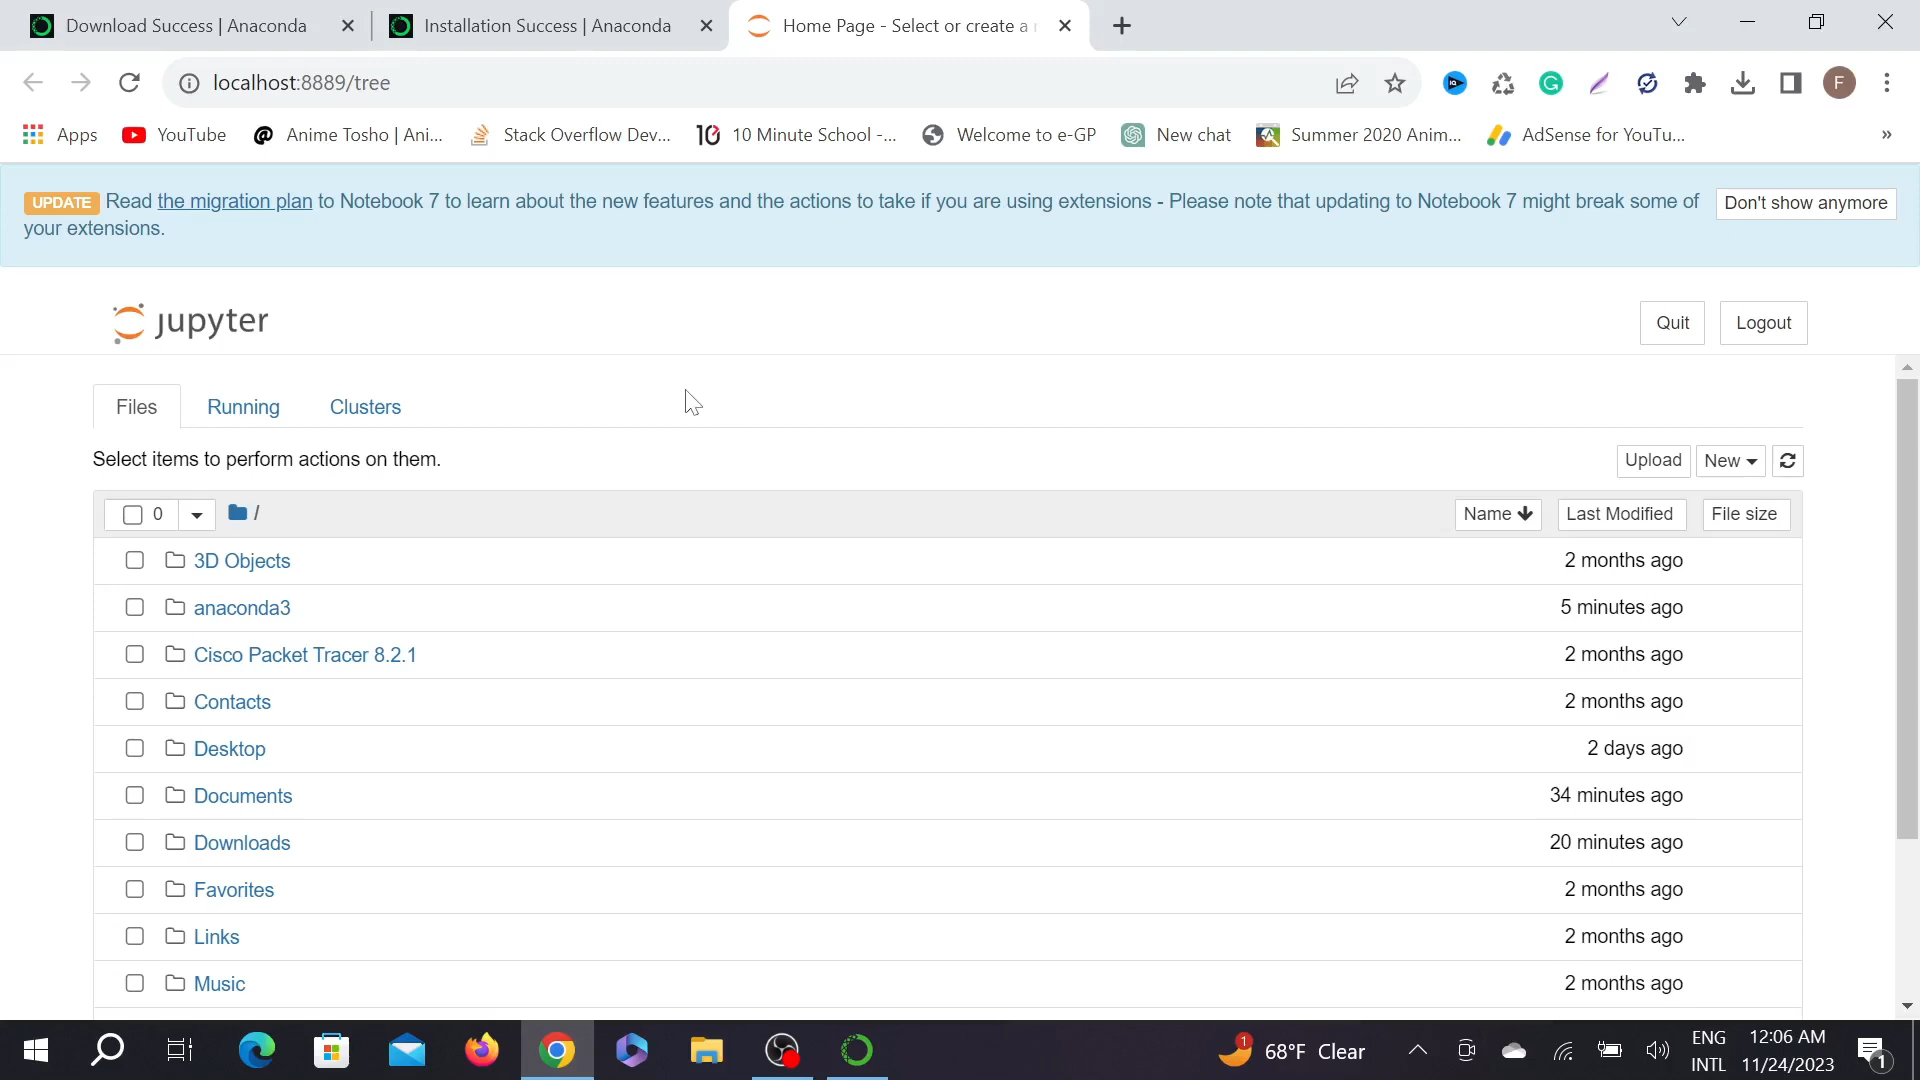 Download Success | Anaconda
Installation Success | Anaconda
Home Page - Select or create a
localhost:8889/tree
F
Apps
YouTube
Anime Tosho | Ani...
Stack Overflow Dev...
10 Minute School -...
Welcome to e-GP
New chat
Summer 2020 Anim...
AdSense for YouTu...
»
UPDATE Read the migration plan to Notebook 7 to learn about the new features and the actions to take if you are using extensions - Please note that updating to Notebook 7 might break some of
your extensions.
Don't show anymore
jupyter
Quit
Logout
Files
Running
Clusters
Select items to perform actions on them.
Upload
New
0
/
Name
Last Modified
File size
3D Objects 2 months ago
anaconda3 5 minutes ago
Cisco Packet Tracer 8.2.1 2 months ago
Contacts 2 months ago
Desktop 2 days ago
Documents 34 minutes ago
Downloads 20 minutes ago
Favorites 2 months ago
Links 2 months ago
Music 2 months ago
1
68°F Clear
ENG
INTL
12:06 AM
11/24/2023
1